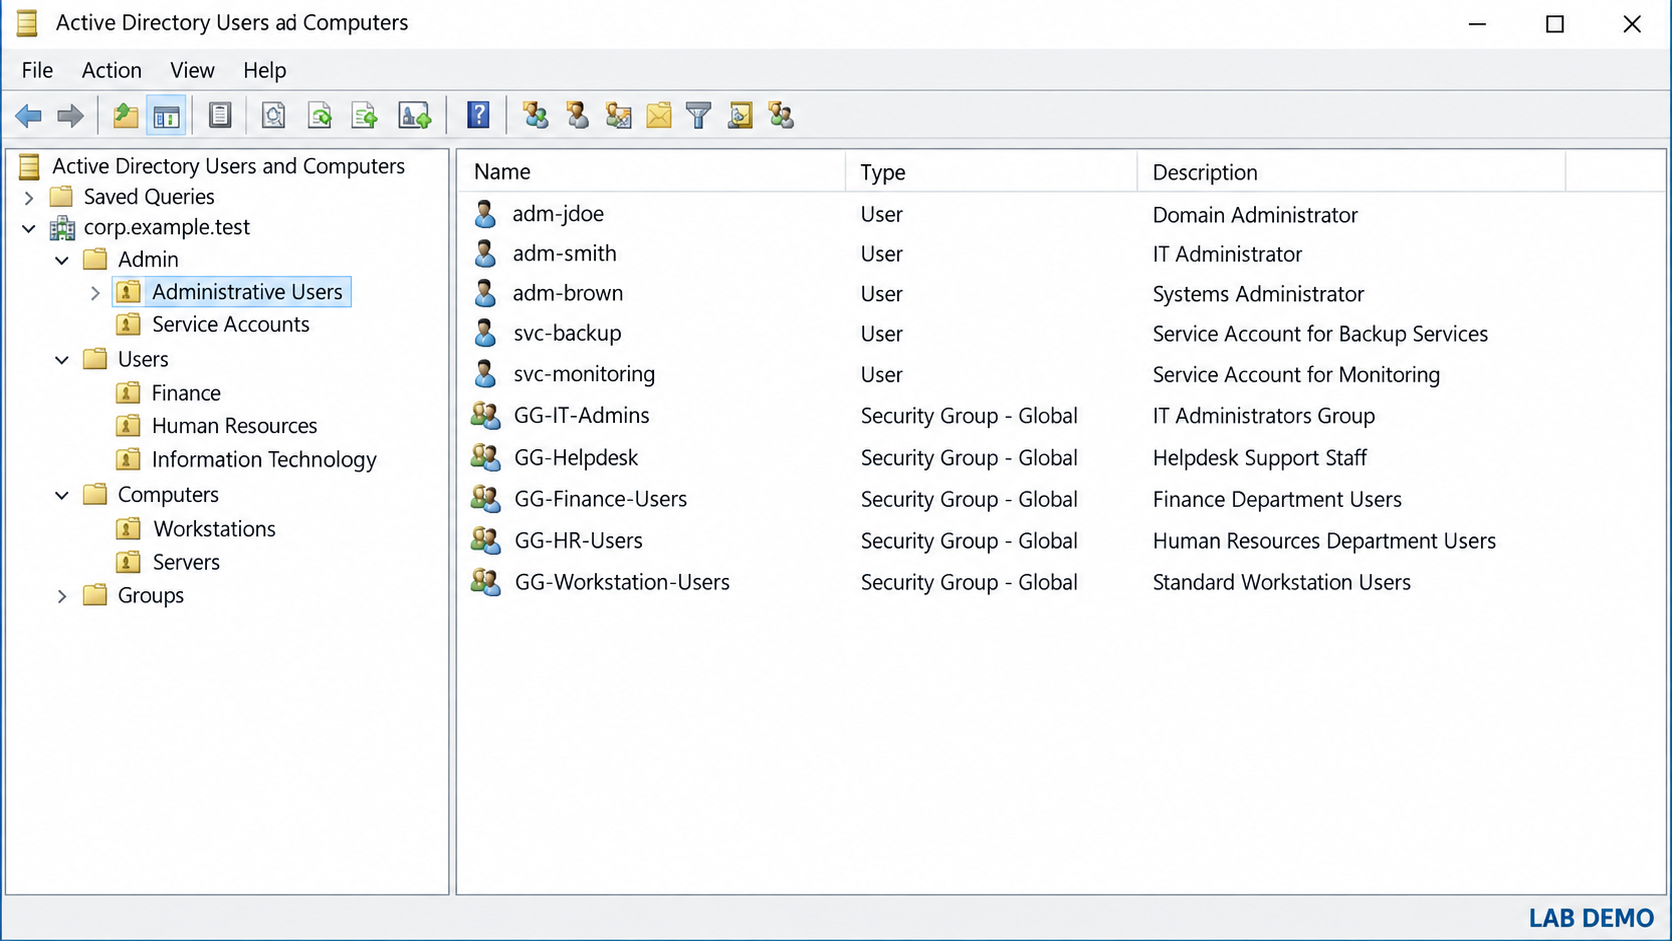 Active Directory Users ad Computers
File Action View Help
Active Directory Users and Computers
Saved Queries
corp.example.test
Admin
Administrative Users
Service Accounts
Users
Finance
Human Resources
Information Technology
Computers
Workstations
Servers
Groups
Name Type Description
adm-jdoe User Domain Administrator
adm-smith User IT Administrator
adm-brown User Systems Administrator
svc-backup User Service Account for Backup Services
svc-monitoring User Service Account for Monitoring
GG-IT-Admins Security Group - Global IT Administrators Group
GG-Helpdesk Security Group - Global Helpdesk Support Staff
GG-Finance-Users Security Group - Global Finance Department Users
GG-HR-Users Security Group - Global Human Resources Department Users
GG-Workstation-Users Security Group - Global Standard Workstation Users
LAB DEMO